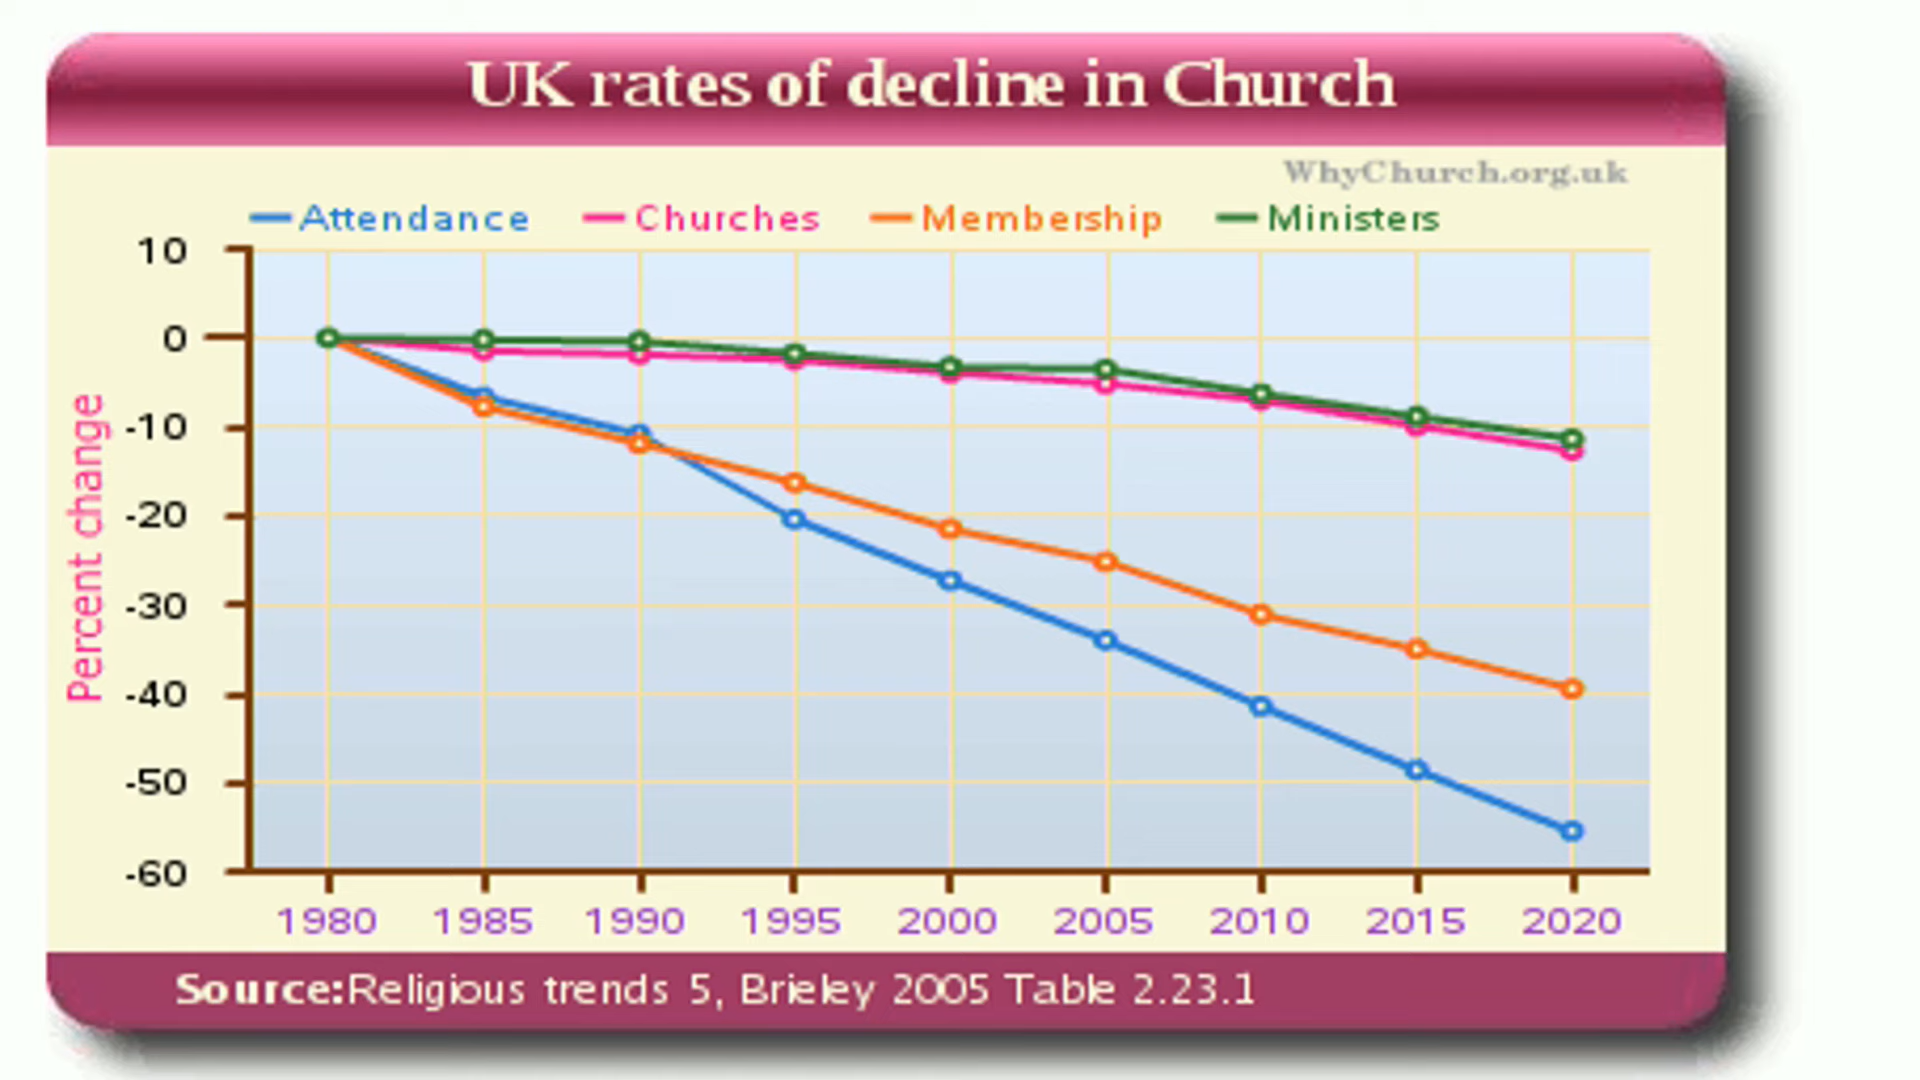 UK rates of decline in Church
WhyChurch.org.uk
Attendance Churches Membership Ministers
10
0
-10
-20
-30
-40
-50
-60
Percent change
1980 1985 1990 1995 2000 2005 2010 2015 2020
Source:Religious trends 5, Brieley 2005 Table 2.23.1